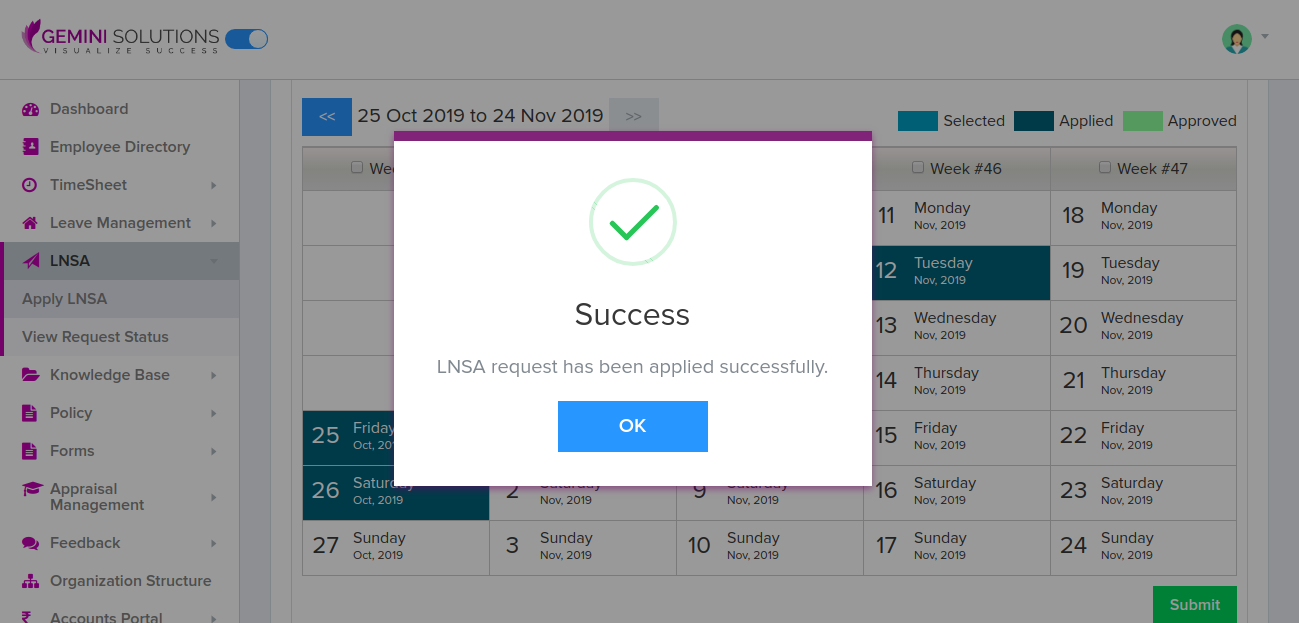 GEMINI SOLUTIONS
VISUALIZE SUCCESS
Dashboard
Employee Directory
TimeSheet
Leave Management
LNSA
Apply LNSA
View Request Status
Knowledge Base
Policy
Forms
Appraisal
Management
Feedback
Organization Structure
Accounts Portal
<< 25 Oct 2019 to 24 Nov 2019 >>
Selected Applied Approved
Week #46 Week #47
11 Monday 18 Monday
Nov, 2019 Nov, 2019
12 Tuesday 19 Tuesday
Nov, 2019 Nov, 2019
13 Wednesday 20 Wednesday
Nov, 2019 Nov, 2019
14 Thursday 21 Thursday
Nov, 2019 Nov, 2019
25 Friday 15 Friday 22 Friday
Nov, 2019 Nov, 2019
26 Saturday 2 Saturday 9 Saturday 16 Saturday 23 Saturday
Oct, 2019 Nov, 2019 Nov, 2019 Nov, 2019 Nov, 2019
27 Sunday 3 Sunday 10 Sunday 17 Sunday 24 Sunday
Oct, 2019 Nov, 2019 Nov, 2019 Nov, 2019 Nov, 2019
Submit
Success
LNSA request has been applied successfully.
OK